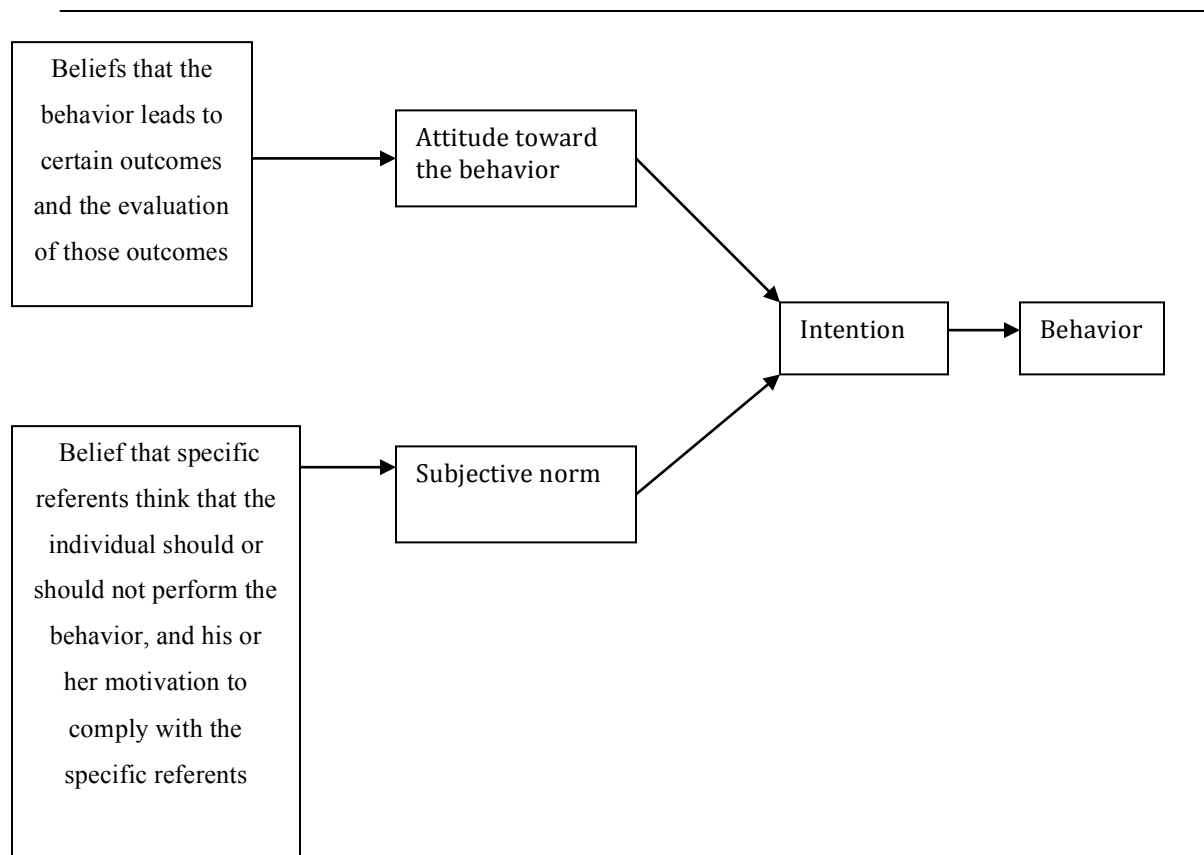 Beliefs that the
behavior leads to
certain outcomes
and the evaluation
of those outcomes
Attitude toward
the behavior
Intention
Behavior
Belief that specific
referents think that the
individual should or
should not perform the
behavior, and his or
her motivation to
comply with the
specific referents
Subjective norm